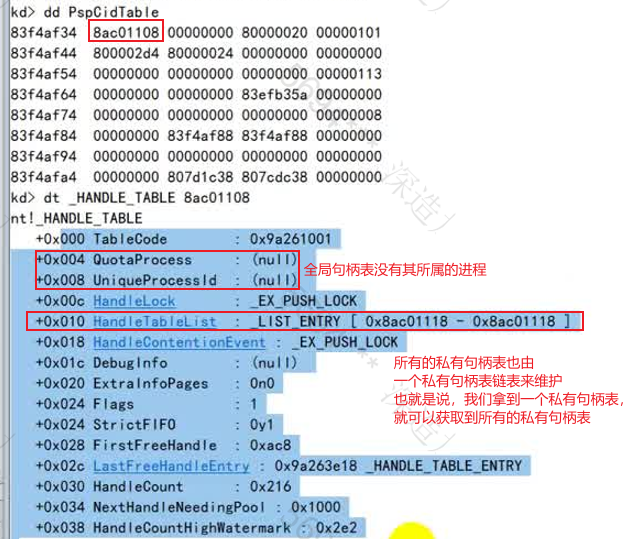 kd> dd PspCidTable
83f4af34 8ac01108 00000000 80000020 00000101
83f4af44 800002d4 80000024 00000000 00000000
83f4af54 00000000 00000000 00000000 00000113
83f4af64 00000000 00000000 83efb35a 00000000
83f4af74 00000000 00000000 00000000 00000008
83f4af84 00000000 83f4af88 83f4af88 00000000
83f4af94 00000000 00000000 00000000 00000000
83f4afa4 00000000 807d1c38 807cdc38 00000000
kd> dt _HANDLE_TABLE 8ac01108
nt!_HANDLE_TABLE
+0x000 TableCode : 0x9a261001
+0x004 QuotaProcess : (null)
+0x008 UniqueProcessId : (null)
全局句柄表没有其所属的进程
+0x00c HandleLock : _EX_PUSH_LOCK
+0x010 HandleTableList : _LIST_ENTRY [ 0x8ac01118 - 0x8ac01118 ]
+0x018 HandleContentionEvent : _EX_PUSH_LOCK
+0x01c DebugInfo : (null)
+0x020 ExtraInfoPages : 0n0
+0x024 Flags : 1
+0x024 StrictFIFO : 0y1
+0x028 FirstFreeHandle : 0xac8
+0x02c LastFreeHandleEntry : 0x9a263e18 _HANDLE_TABLE_ENTRY
+0x030 HandleCount : 0x216
+0x034 NextHandleNeedingPool : 0x1000
+0x038 HandleCountHighWatermark : 0x2e2
所有的私有句柄表也由
一个私有句柄表链表来维护
也就是说，我们拿到一个私有句柄表，
就可以获取到所有的私有句柄表
深造